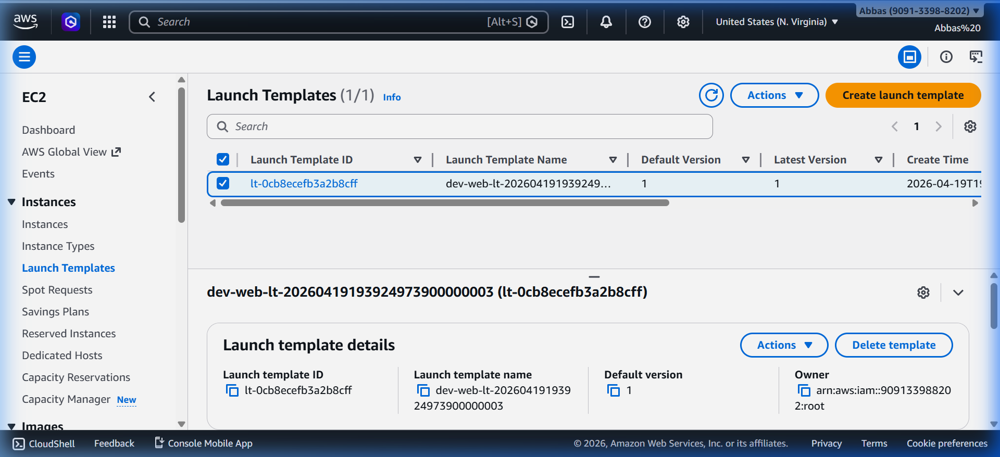 aws
Search [Alt+S]
United States (N. Virginia)
Abbas (9091-3398-8202)
Abbas%20
EC2
Dashboard
AWS Global View
Events
Instances
Instances
Instance Types
Launch Templates
Spot Requests
Savings Plans
Reserved Instances
Dedicated Hosts
Capacity Reservations
Capacity Manager New
Images
Launch Templates (1/1) Info
Actions
Create launch template
Search
1
Launch Template ID Launch Template Name Default Version Latest Version Create Time
lt-0cb8ecefb3a2b8cff dev-web-lt-202604191939249... 1 1 2026-04-19T19
dev-web-lt-20260419193924973900000003 (lt-0cb8ecefb3a2b8cff)
Launch template details
Actions
Delete template
Launch template ID
lt-0cb8ecefb3a2b8cff
Launch template name
dev-web-lt-202604191939
24973900000003
Default version
1
Owner
arn:aws:iam::90913398820
2:root
CloudShell Feedback Console Mobile App © 2026, Amazon Web Services, Inc. or its affiliates. Privacy Terms Cookie preferences